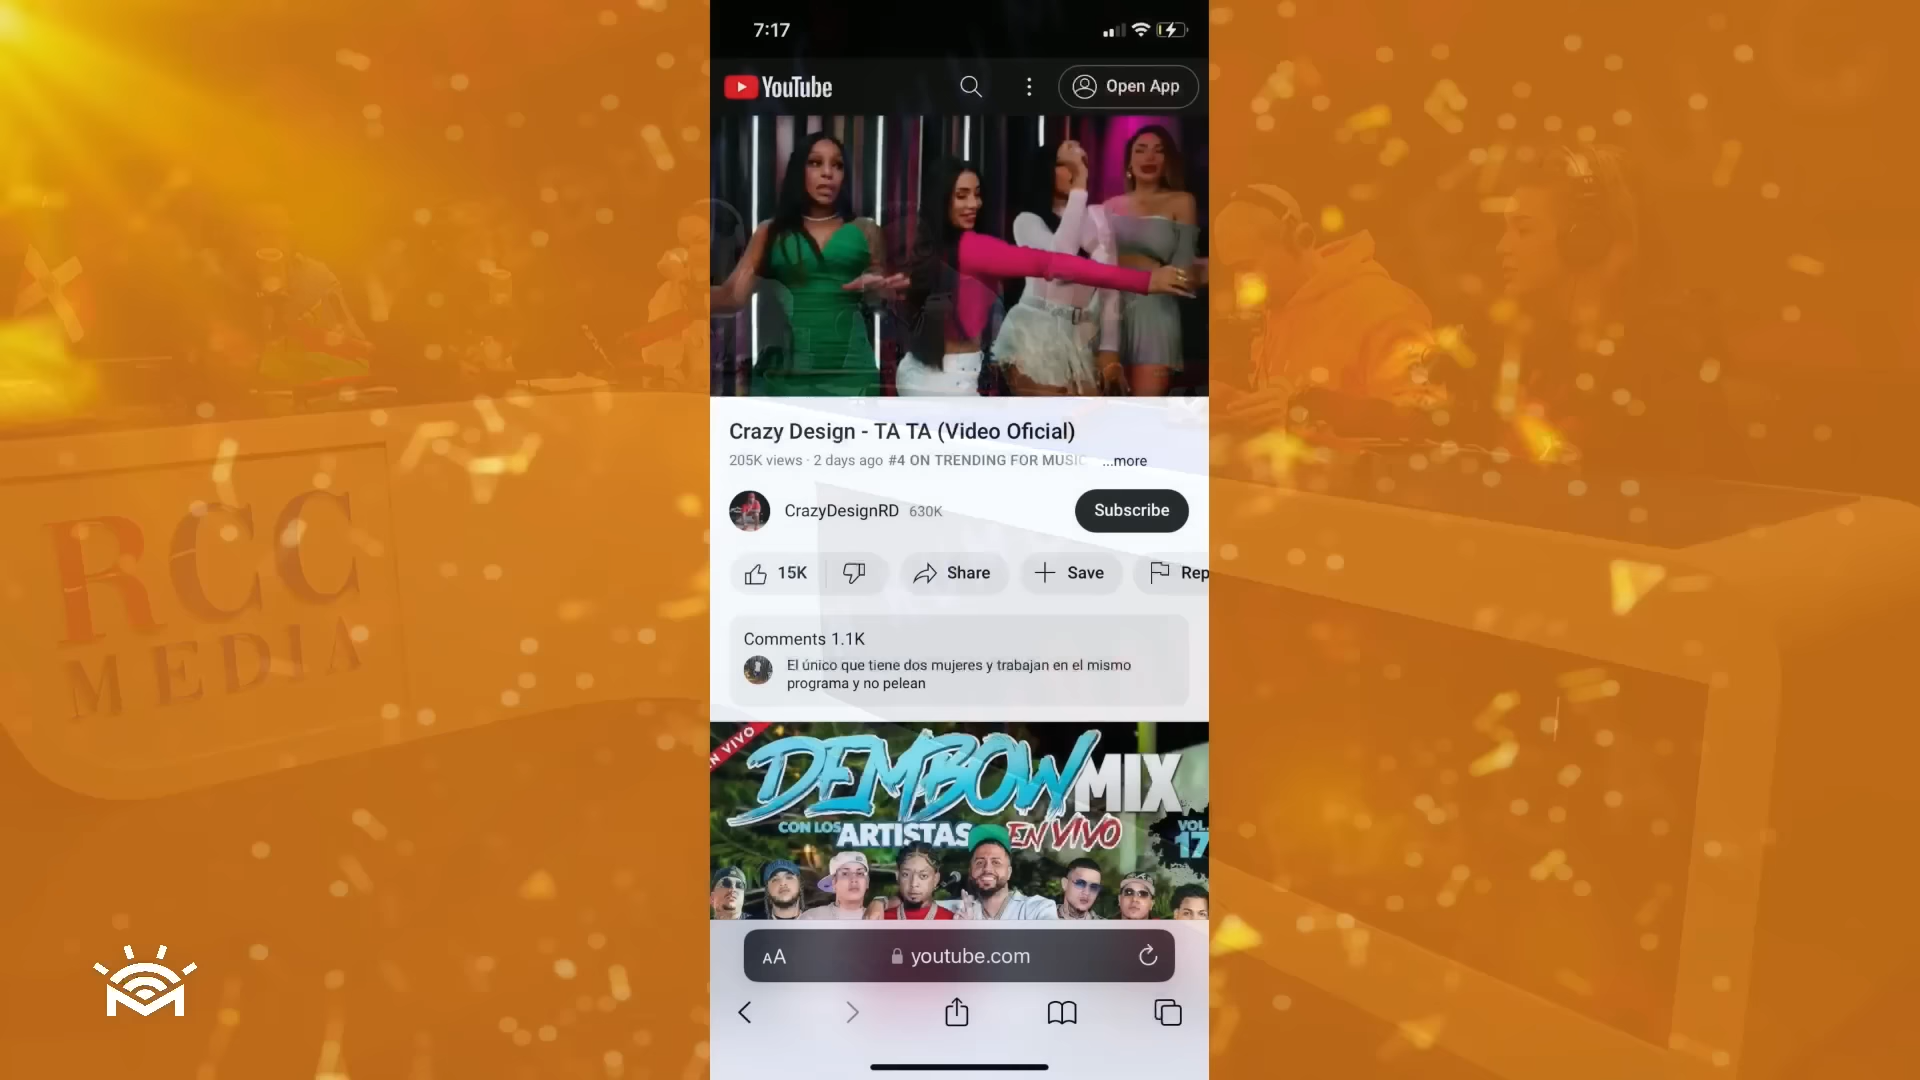 7:17
YouTube
Open App
Crazy Design - TA TA (Video Oficial)
205K views · 2 days ago #4 ON TRENDING FOR MUSIC ...more
CrazyDesignRD 630K
Subscribe
15K
Share
Save
Rep
Comments 1.1K
El único que tiene dos mujeres y trabajan en el mismo
programa y no pelean
EN VIVO
DEMBOW MIX
CON LOS ARTISTAS EN VIVO
VOL.
17
AA
youtube.com
RCC
MEDIA